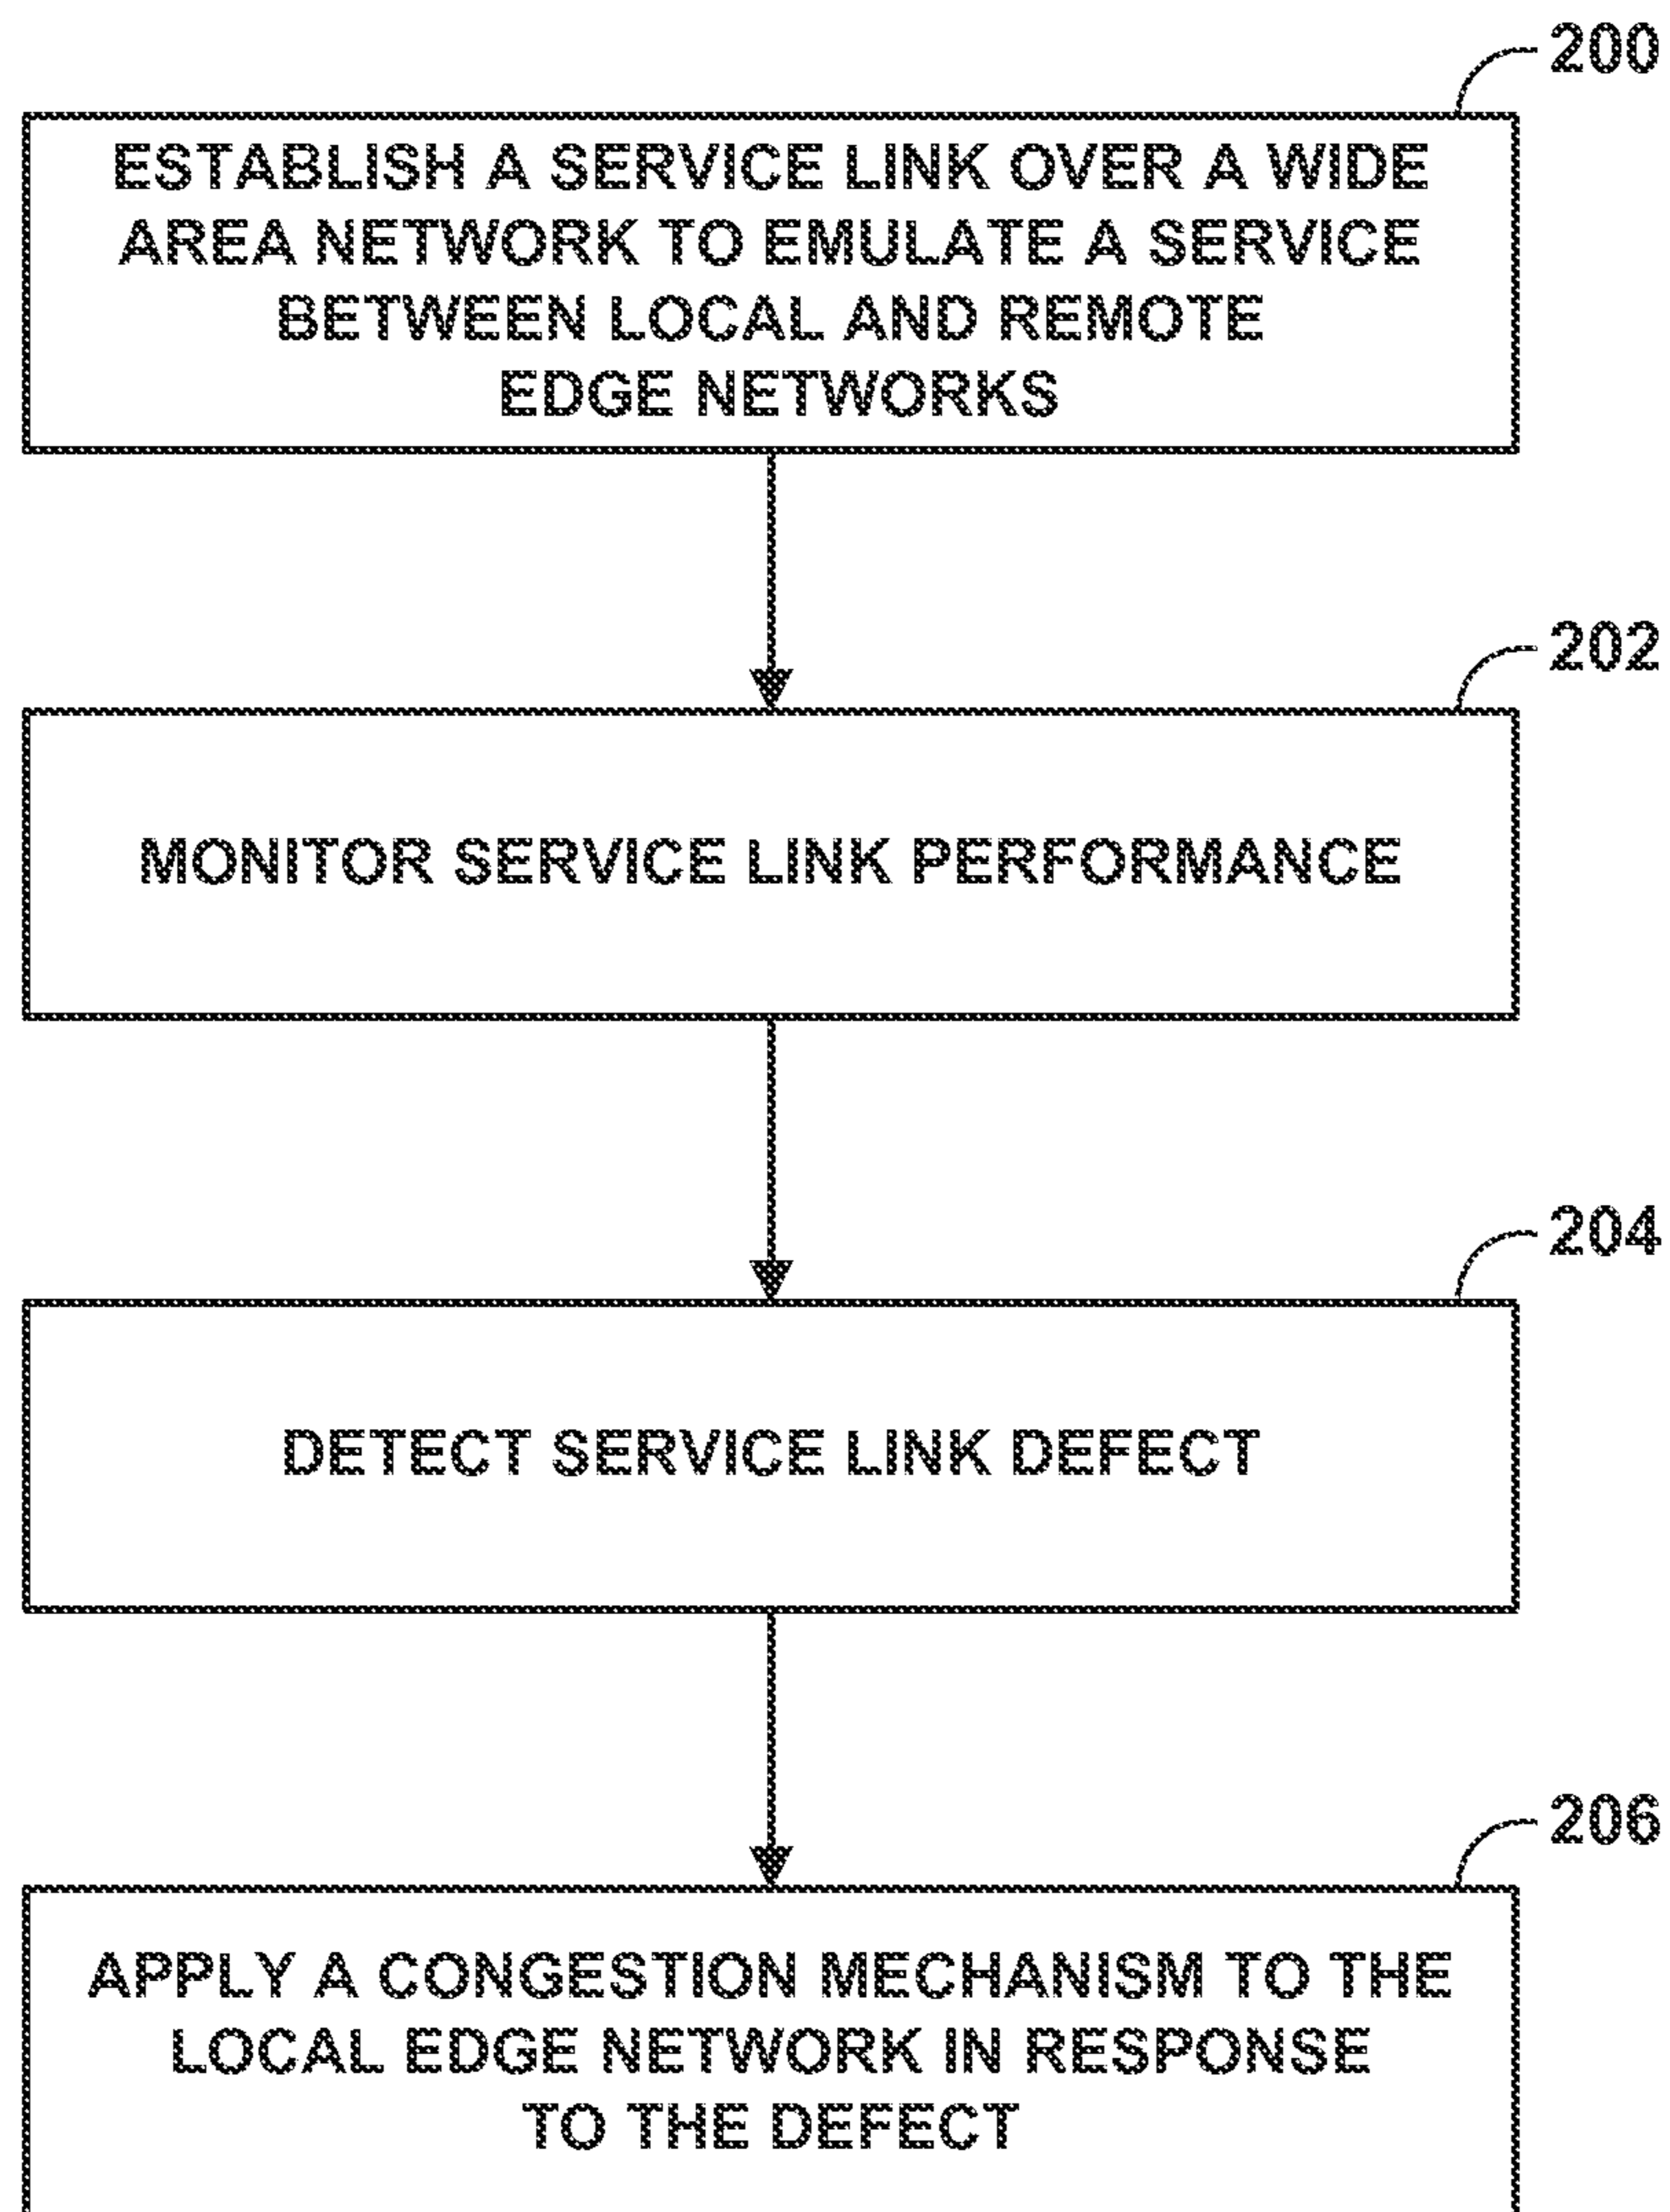 200
ESTABLISH A SERVICE LINK OVER A WIDE
AREA NETWORK TO EMULATE A SERVICE
BETWEEN LOCAL AND REMOTE
EDGE NETWORKS
202
MONITOR SERVICE LINK PERFORMANCE
204
DETECT SERVICE LINK DEFECT
206
APPLY A CONGESTION MECHANISM TO THE
LOCAL EDGE NETWORK IN RESPONSE
TO THE DEFECT